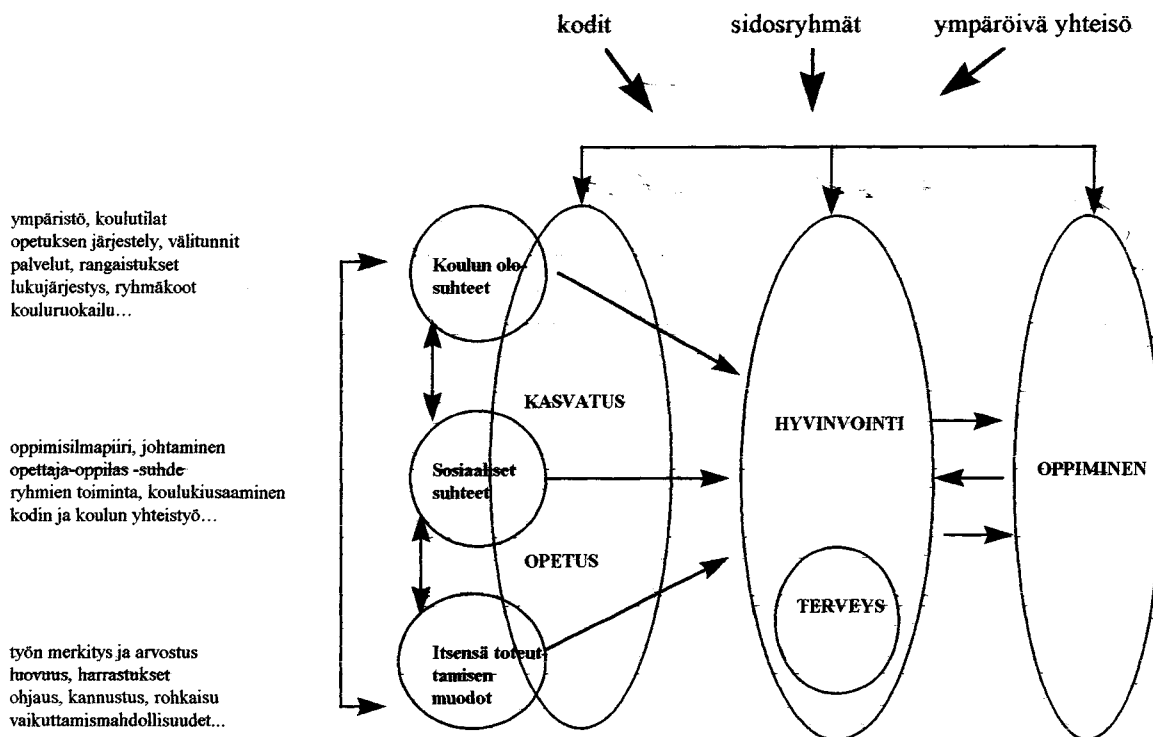 kodit
sidosryhmät
ympäröivä yhteisö
ympäristö, koulutilat
opetuksen järjestely, välitunnit
palvelut, rangaistukset
lukujärjestys, ryhmäkoot
kouluruokailu…
Koulun olo-
suhteet
KASVATUS
HYVINVOINTI
oppimisilmapiiri, johtaminen
opettaja-oppilas -suhde
ryhmien toiminta, koulukiusaaminen
kodin ja koulun yhteistyö…
Sosiaaliset
suhteet
OPPIMINEN
OPETUS
TERVEYS
työn merkitys ja arvostus
luovuus, harrastukset
ohjaus, kannustus, rohkaisu
vaikuttamismahdollisuudet...
Itsensä toteut-
tamisen
muodot